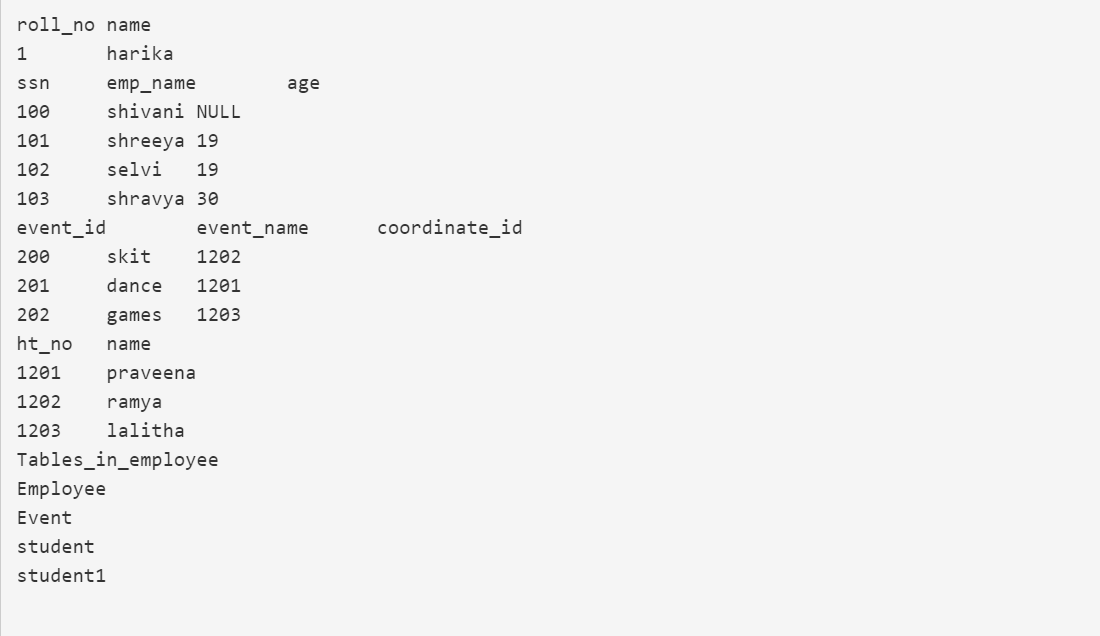 roll_no name
1 harika
ssn emp_name age
100 shivani NULL
101 shreeya 19
102 selvi 19
103 shravya 30
event_id event_name coordinate_id
200 skit 1202
201 dance 1201
202 games 1203
ht_no name
1201 praveena
1202 ramya
1203 lalitha
Tables_in_employee
Employee
Event
student
student1